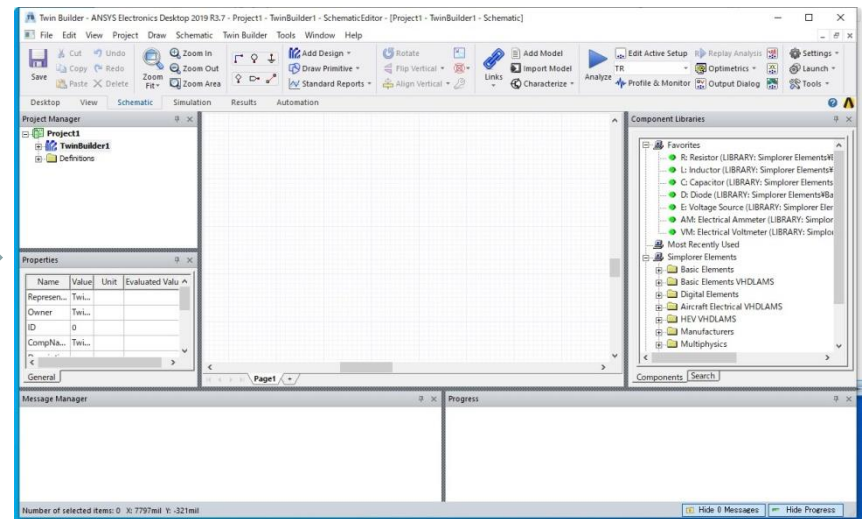 Twin Builder - ANSYS Electronics Desktop 2019 R3.7 - Project1 - TwinBuilder1 - SchematicEditor - [Project1 - TwinBuilder1 - Schematic]
File Edit View Project Draw Schematic Twin Builder Tools Window Help
Save
Cut
Copy
Paste
Undo
Redo
Delete
Zoom Fit
Zoom In
Zoom Out
Zoom Area
Add Design
Draw Primitive
Standard Reports
Rotate
Flip Vertical
Align Vertical
Links
Add Model
Import Model
Characterize
Analyze
Edit Active Setup
TR
Profile & Monitor
Replay Analysis
Optimetrics
Output Dialog
Settings
Launch
Tools
Desktop View Schematic Simulation Results Automation
Project Manager
Project1
TwinBuilder1
Definitions
Properties
Name Value Unit Evaluated Valu
Represen... Twi...
Owner Twi...
ID 0
CompNa... Twi...
General
Page1 +
Component Libraries
Favorites
R: Resistor (LIBRARY: Simplorer Elements¥B
L: Inductor (LIBRARY: Simplorer Elements¥
C: Capacitor (LIBRARY: Simplorer Elements
D: Diode (LIBRARY: Simplorer Elements¥Ba
E: Voltage Source (LIBRARY: Simplorer Eler
AM: Electrical Ammeter (LIBRARY: Simplor
VM: Electrical Voltmeter (LIBRARY: Simplor
Most Recently Used
Simplorer Elements
Basic Elements
Basic Elements VHDLAMS
Digital Elements
Aircraft Electrical VHDLAMS
HEV VHDLAMS
Manufacturers
Multiphysics
Components Search
Message Manager
Progress
Number of selected items: 0 X: 7797mil Y: -321mil
Hide 0 Messages Hide Progress